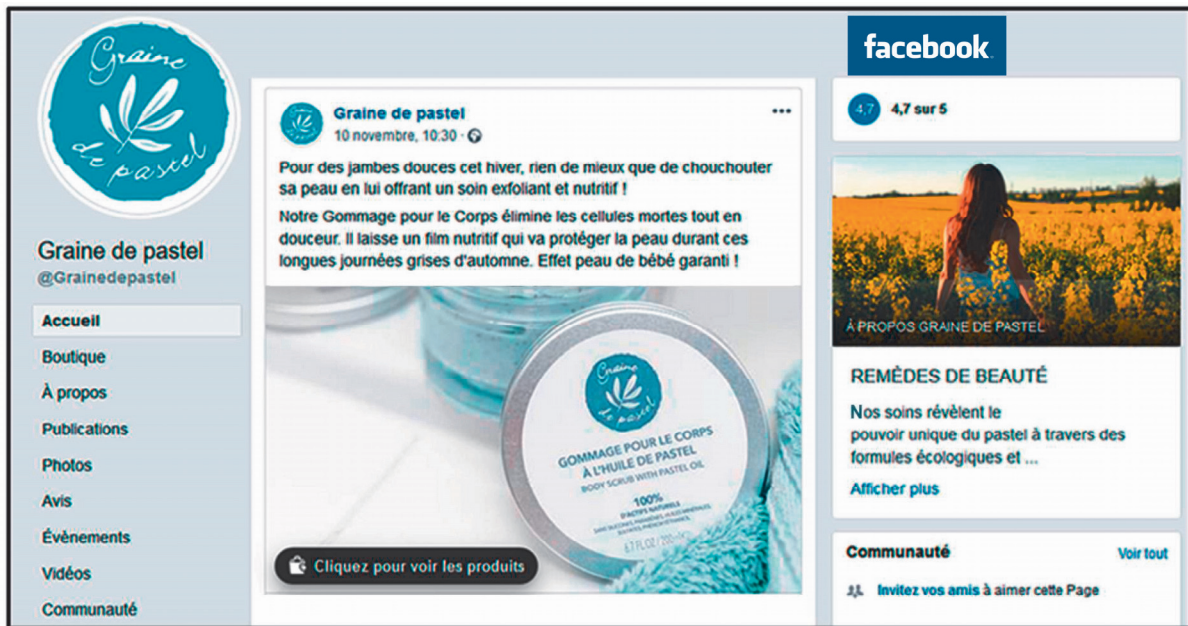 Graine
de pastel
Graine de pastel
@Grainedepastel
Accueil
Boutique
À propos
Publications
Photos
Avis
Évènements
Vidéos
Communauté
Graine de pastel
10 novembre, 10:30 ·
Pour des jambes douces cet hiver, rien de mieux que de chouchouter
sa peau en lui offrant un soin exfoliant et nutritif !
Notre Gommage pour le Corps élimine les cellules mortes tout en
douceur. Il laisse un film nutritif qui va protéger la peau durant ces
longues journées grises d'automne. Effet peau de bébé garanti !
Graine
de pastel
GOMMAGE POUR LE CORPS
À L'HUILE DE PASTEL
BODY SCRUB WITH PASTEL OIL
100%
D'ACTIFS NATURELS
6.7 FL.OZ / 200
Cliquez pour voir les produits
facebook
4,7
4,7 sur 5
À PROPOS GRAINE DE PASTEL
REMÈDES DE BEAUTÉ
Nos soins révèlent le
pouvoir unique du pastel à travers des
formules écologiques et ...
Afficher plus
Communauté
Voir tout
Invitez vos amis à aimer cette Page